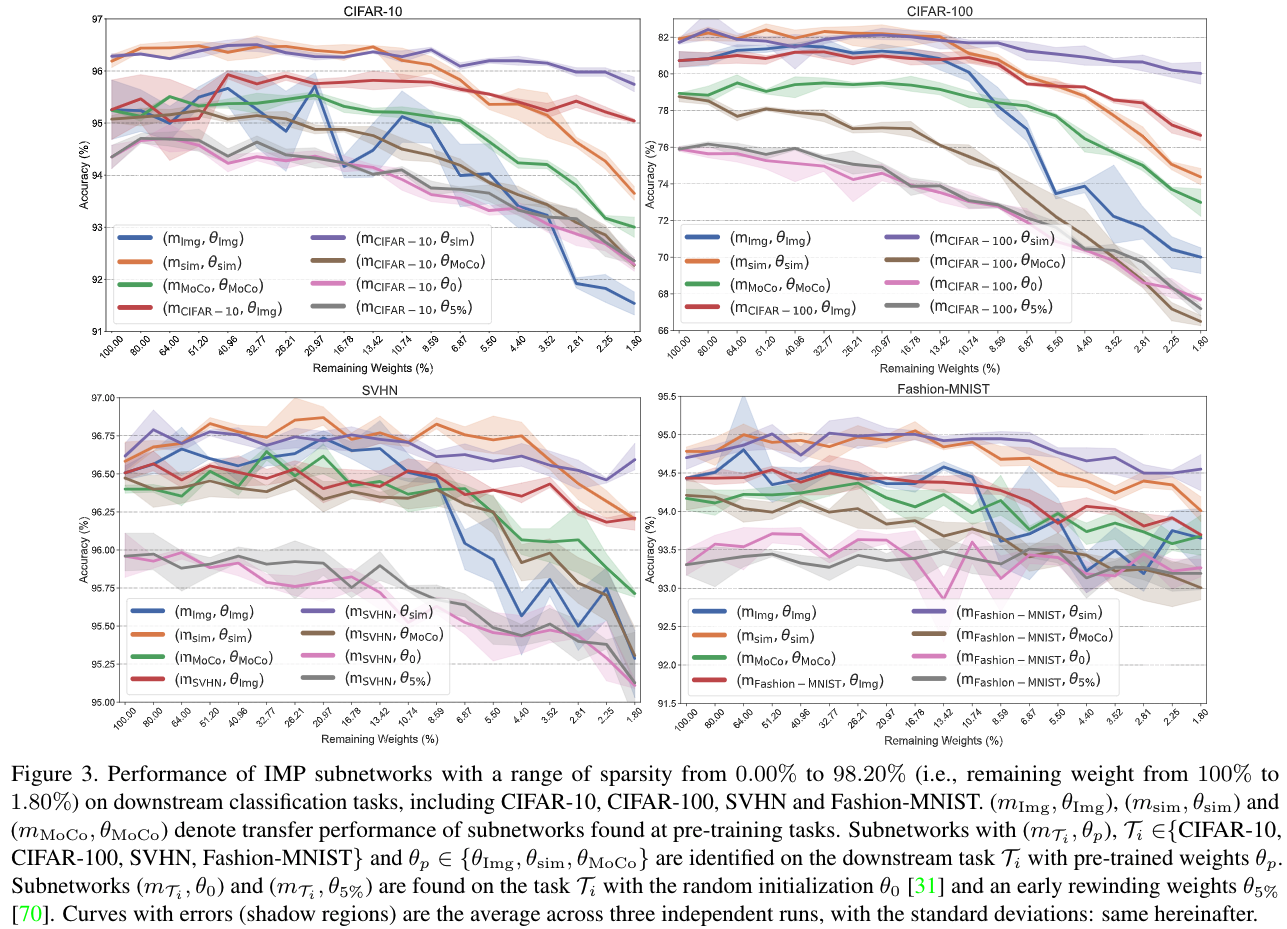 CIFAR-10
97
96
95
94
93
92
91
Accuracy (%)
(m_Img, θ_Img)
(m_sim, θ_sim)
(m_MoCo, θ_MoCo)
(m_CIFAR−10, θ_Img)
(m_CIFAR−10, θ_sim)
(m_CIFAR−10, θ_MoCo)
(m_CIFAR−10, θ_0)
(m_CIFAR−10, θ_5%)
100.00 80.00 64.00 51.20 40.96 32.77 26.21 20.97 16.78 13.42 10.74 8.59 6.87 5.50 4.40 3.52 2.81 2.25 1.80
Remaining Weights (%)
CIFAR-100
82
80
78
76
74
72
70
68
66
Accuracy (%)
(m_Img, θ_Img)
(m_sim, θ_sim)
(m_MoCo, θ_MoCo)
(m_CIFAR−100, θ_Img)
(m_CIFAR−100, θ_sim)
(m_CIFAR−100, θ_MoCo)
(m_CIFAR−100, θ_0)
(m_CIFAR−100, θ_5%)
100.00 80.00 64.00 51.20 40.96 32.77 26.21 20.97 16.78 13.42 10.74 8.59 6.87 5.50 4.40 3.52 2.81 2.25 1.80
Remaining Weights (%)
SVHN
97.00
96.75
96.50
96.25
96.00
95.75
95.50
95.25
95.00
Accuracy (%)
(m_Img, θ_Img)
(m_sim, θ_sim)
(m_MoCo, θ_MoCo)
(m_SVHN, θ_Img)
(m_SVHN, θ_sim)
(m_SVHN, θ_MoCo)
(m_SVHN, θ_0)
(m_SVHN, θ_5%)
100.00 80.00 64.00 51.20 40.96 32.77 26.21 20.97 16.78 13.42 10.74 8.59 6.87 5.50 4.40 3.52 2.81 2.25 1.80
Remaining Weights (%)
Fashion-MNIST
95.5
95.0
94.5
94.0
93.5
93.0
92.5
92.0
91.5
Accuracy (%)
(m_Img, θ_Img)
(m_sim, θ_sim)
(m_MoCo, θ_MoCo)
(m_Fashion−MNIST, θ_Img)
(m_Fashion−MNIST, θ_sim)
(m_Fashion−MNIST, θ_MoCo)
(m_Fashion−MNIST, θ_0)
(m_Fashion−MNIST, θ_5%)
100.00 80.00 64.00 51.20 40.96 32.77 26.21 20.97 16.78 13.42 10.74 8.59 6.87 5.50 4.40 3.52 2.81 2.25 1.80
Remaining Weights (%)
Figure 3. Performance of IMP subnetworks with a range of sparsity from 0.00% to 98.20% (i.e., remaining weight from 100% to
1.80%) on downstream classification tasks, including CIFAR-10, CIFAR-100, SVHN and Fashion-MNIST. (m_Img, θ_Img), (m_sim, θ_sim) and
(m_MoCo, θ_MoCo) denote transfer performance of subnetworks found at pre-training tasks. Subnetworks with (m_𝒯i, θ_p), 𝒯_i ∈{CIFAR-10,
CIFAR-100, SVHN, Fashion-MNIST} and θ_p ∈ {θ_Img, θ_sim, θ_MoCo} are identified on the downstream task 𝒯_i with pre-trained weights θ_p.
Subnetworks (m_𝒯i, θ_0) and (m_𝒯i, θ_5%) are found on the task 𝒯_i with the random initialization θ_0 [31] and an early rewinding weights θ_5%
[70]. Curves with errors (shadow regions) are the average across three independent runs, with the standard deviations: same hereinafter.